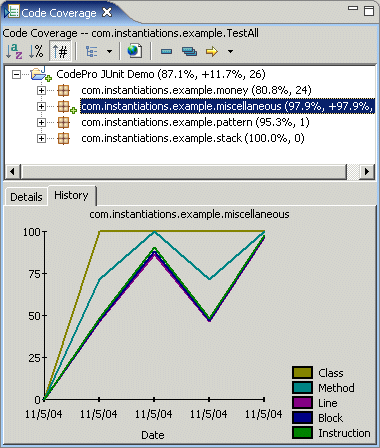 Code Coverage
Code Coverage -- com.instantiations.example.TestAll
a z % 1#
CodePro JUnit Demo (87.1%, +11.7%, 26)
com.instantiations.example.money (80.8%, 24)
com.instantiations.example.miscellaneous (97.9%, +97.9%,
com.instantiations.example.pattern (95.3%, 1)
com.instantiations.example.stack (100.0%, 0)
Details History
com.instantiations.example.miscellaneous
100
75
50
25
0
11/5/04 11/5/04 11/5/04 11/5/04 11/5/04
Date
Class
Method
Line
Block
Instruction